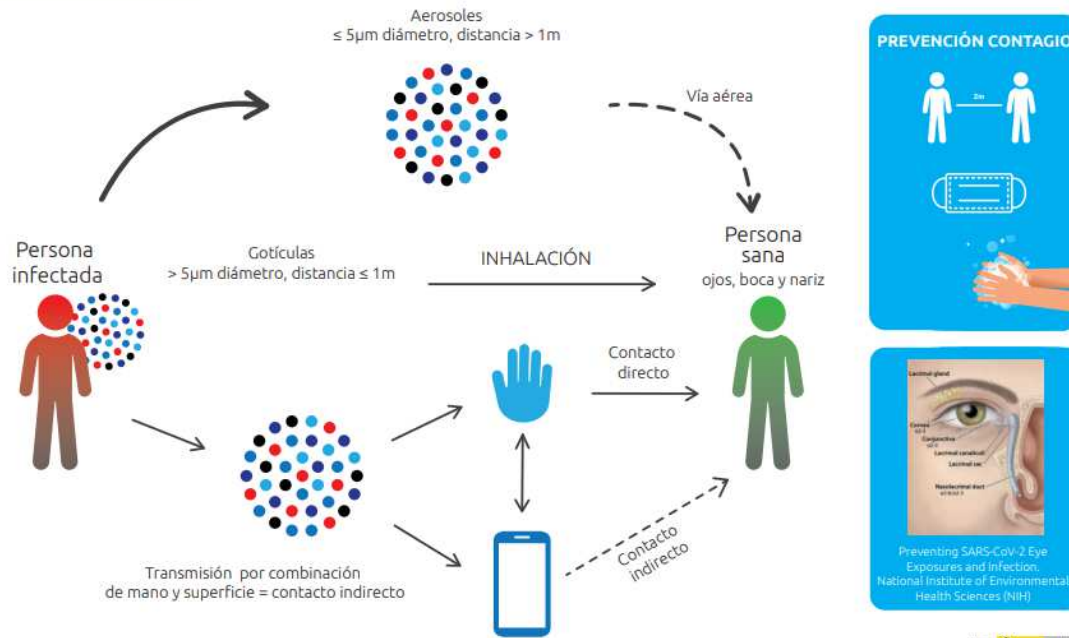 Aerosoles
≤ 5µm diámetro, distancia > 1m
Vía aérea
Persona
infectada
Gotículas
> 5µm diámetro, distancia ≤ 1m
INHALACIÓN
Persona
sana
ojos, boca y nariz
Contacto
directo
Contacto
indirecto
Transmisión por combinación
de mano y superficie = contacto indirecto
PREVENCIÓN CONTAGIO
2m
Lacrimal gland
Cornea
Conjunctiva
Lacrimal canaliculi
Lacrimal sac
Nasolacrimal duct
Preventing SARS-CoV-2 Eye
Exposures and Infection.
National Institute of Environmental
Health Sciences (NIH)